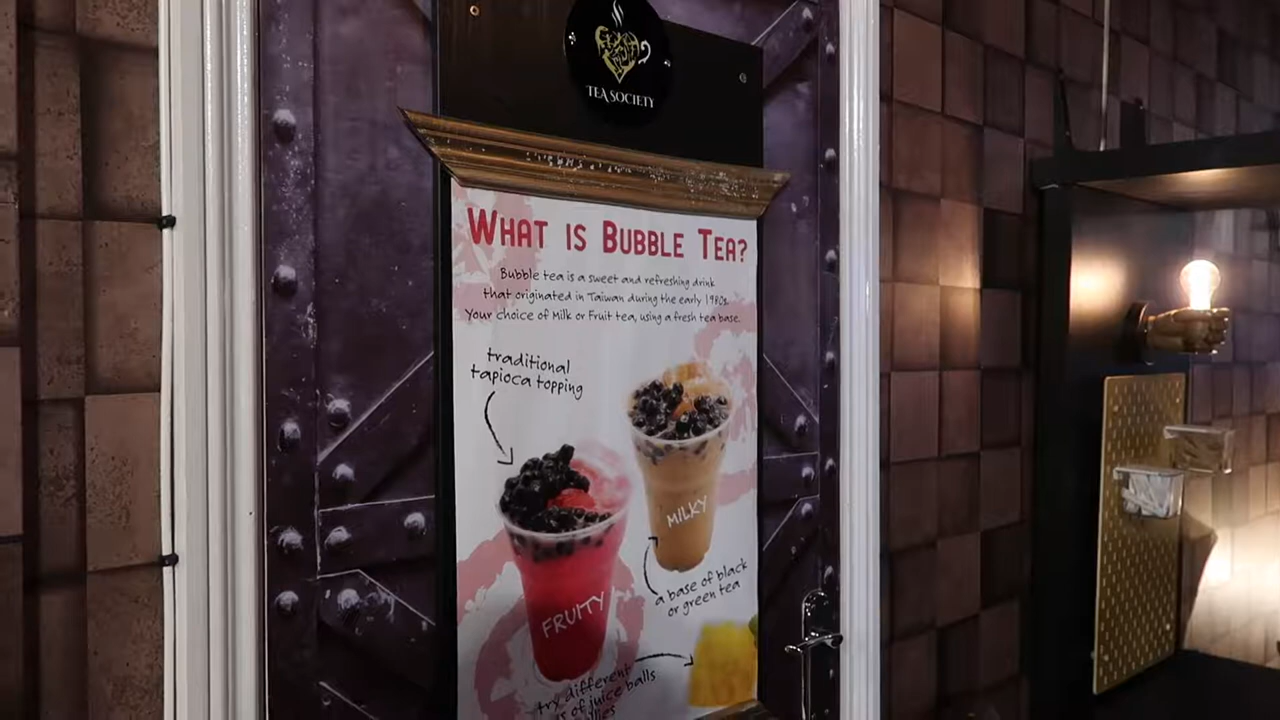 TEA SOCIETY
WHAT IS BUBBLE TEA?
Bubble tea is a sweet and refreshing drink
that originated in Taiwan during the early 1980s.
Your choice of Milk or Fruit tea, using a fresh tea base.
traditional
tapioca topping
MILKY
a base of black
or green tea
FRUITY
try different
of juice balls